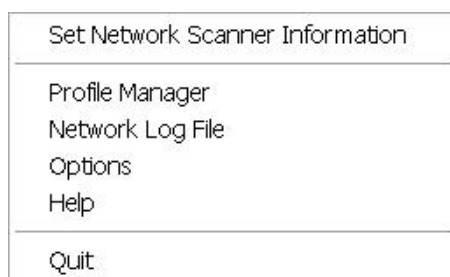 Set Network Scanner Information
Profile Manager
Network Log File
Options
Help
Quit